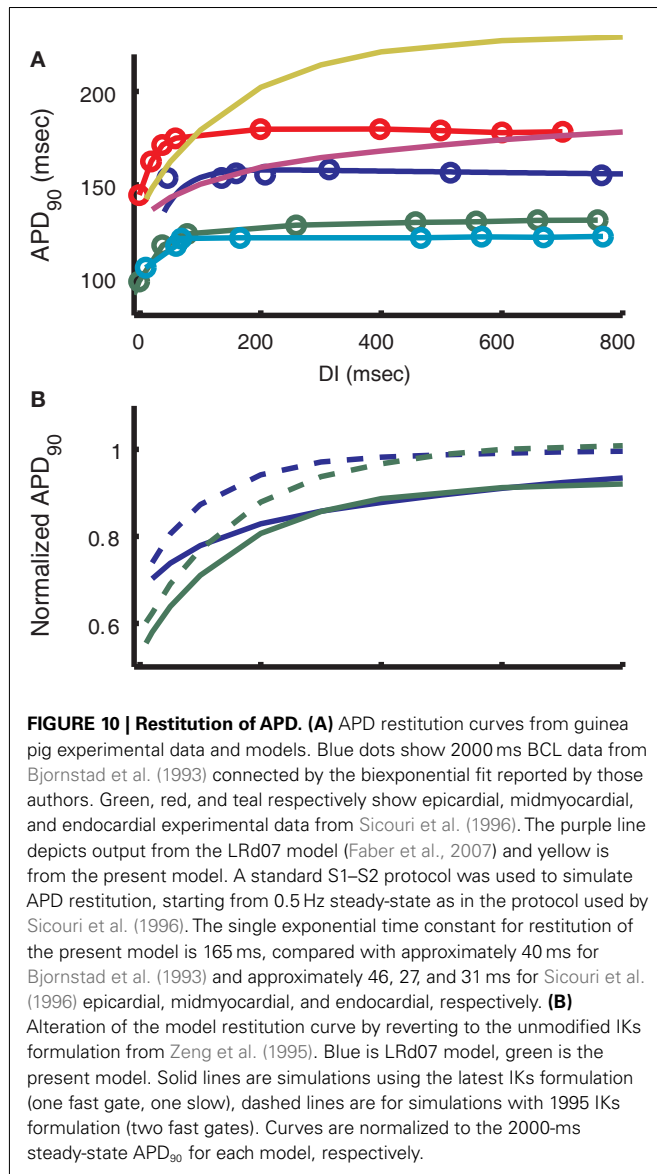 A
200
150
100
APD90 (msec)
0 200 400 600 800
DI (msec)
B
1
0.8
0.6
Normalized APD90
FIGURE 10 | Restitution of APD. (A) APD restitution curves from guinea
pig experimental data and models. Blue dots show 2000 ms BCL data from
Bjornstad et al. (1993) connected by the biexponential fit reported by those
authors. Green, red, and teal respectively show epicardial, midmyocardial,
and endocardial experimental data from Sicouri et al. (1996). The purple line
depicts output from the LRd07 model (Faber et al., 2007) and yellow is
from the present model. A standard S1–S2 protocol was used to simulate
APD restitution, starting from 0.5 Hz steady-state as in the protocol used by
Sicouri et al. (1996). The single exponential time constant for restitution of
the present model is 165 ms, compared with approximately 40 ms for
Bjornstad et al. (1993) and approximately 46, 27, and 31 ms for Sicouri et al.
(1996) epicardial, midmyocardial, and endocardial, respectively. (B)
Alteration of the model restitution curve by reverting to the unmodified IKs
formulation from Zeng et al. (1995). Blue is LRd07 model, green is the
present model. Solid lines are simulations using the latest IKs formulation
(one fast gate, one slow), dashed lines are for simulations with 1995 IKs
formulation (two fast gates). Curves are normalized to the 2000-ms
steady-state APD90 for each model, respectively.